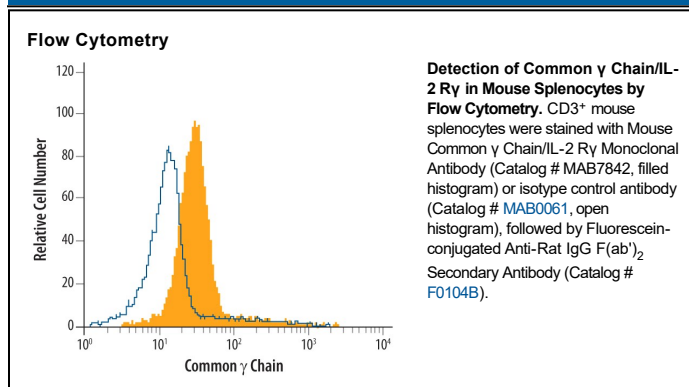 Flow Cytometry
120
100
80
60
40
20
0
Relative Cell Number
10⁰ 10¹ 10² 10³ 10⁴
Common γ Chain
Detection of Common γ Chain/IL-
2 Rγ in Mouse Splenocytes by
Flow Cytometry. CD3⁺ mouse
splenocytes were stained with Mouse
Common γ Chain/IL-2 Rγ Monoclonal
Antibody (Catalog # MAB7842, filled
histogram) or isotype control antibody
(Catalog # MAB0061, open
histogram), followed by Fluorescein-
conjugated Anti-Rat IgG F(ab')₂
Secondary Antibody (Catalog #
F0104B).